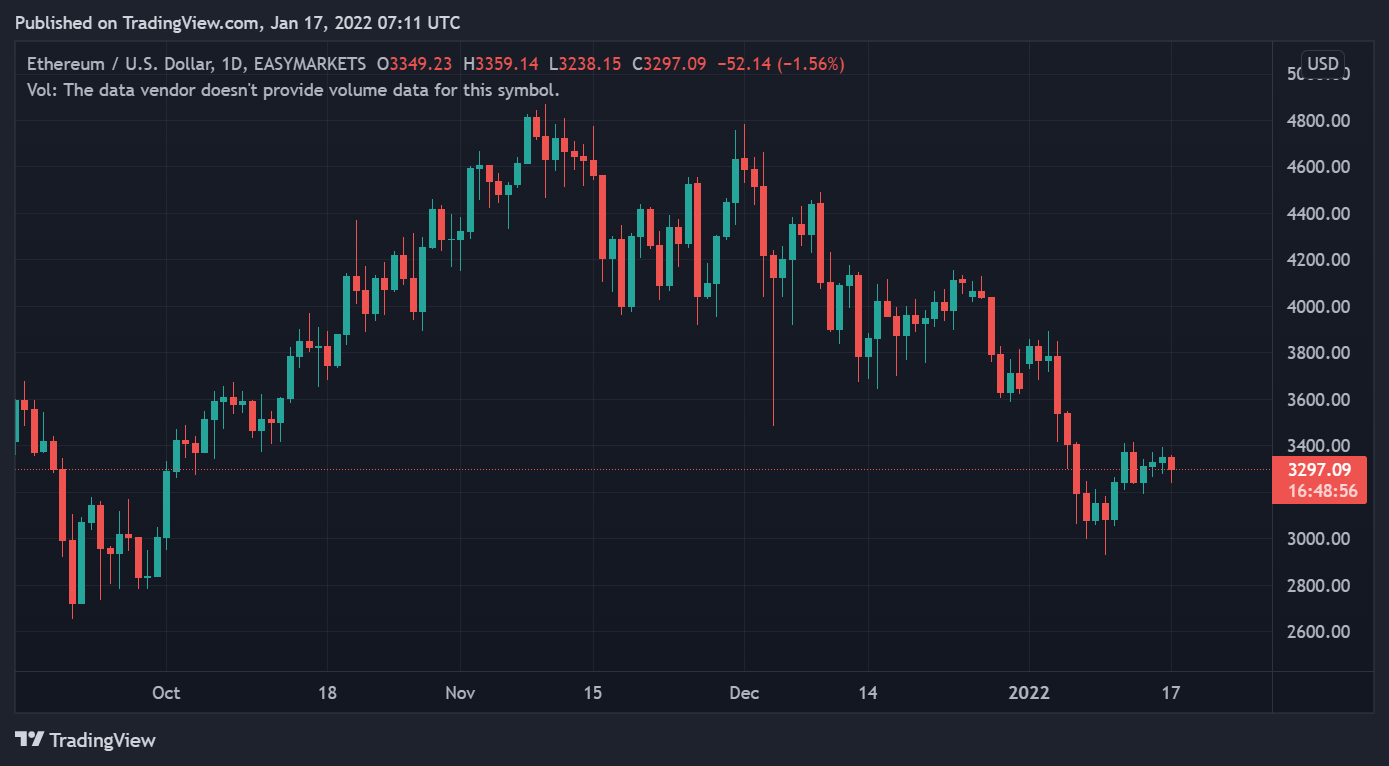 Published on TradingView.com, Jan 17, 2022 07:11 UTC
Ethereum / U.S. Dollar, 1D, EASYMARKETS O3349.23 H3359.14 L3238.15 C3297.09 −52.14 (−1.56%)
Vol: The data vendor doesn't provide volume data for this symbol.
USD
4800.00
4600.00
4400.00
4200.00
4000.00
3800.00
3600.00
3400.00
3297.09
16:48:56
3000.00
2800.00
2600.00
Oct 18 Nov 15 Dec 14 2022 17
TradingView